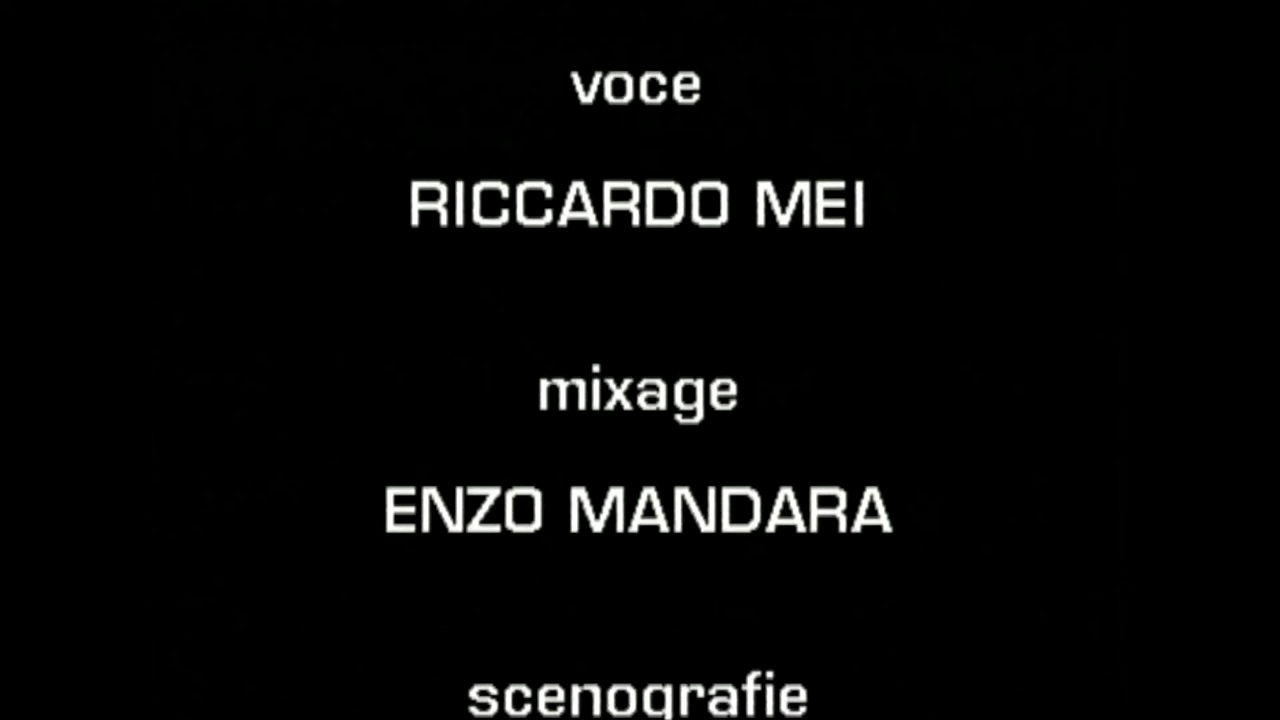 voce
RICCARDO MEI
mixage
ENZO MANDARA
scenografie